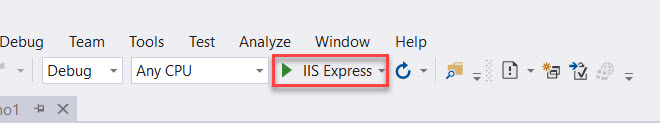 Debug Team Tools Test Analyze Window Help
Debug Any CPU IIS Express
no1